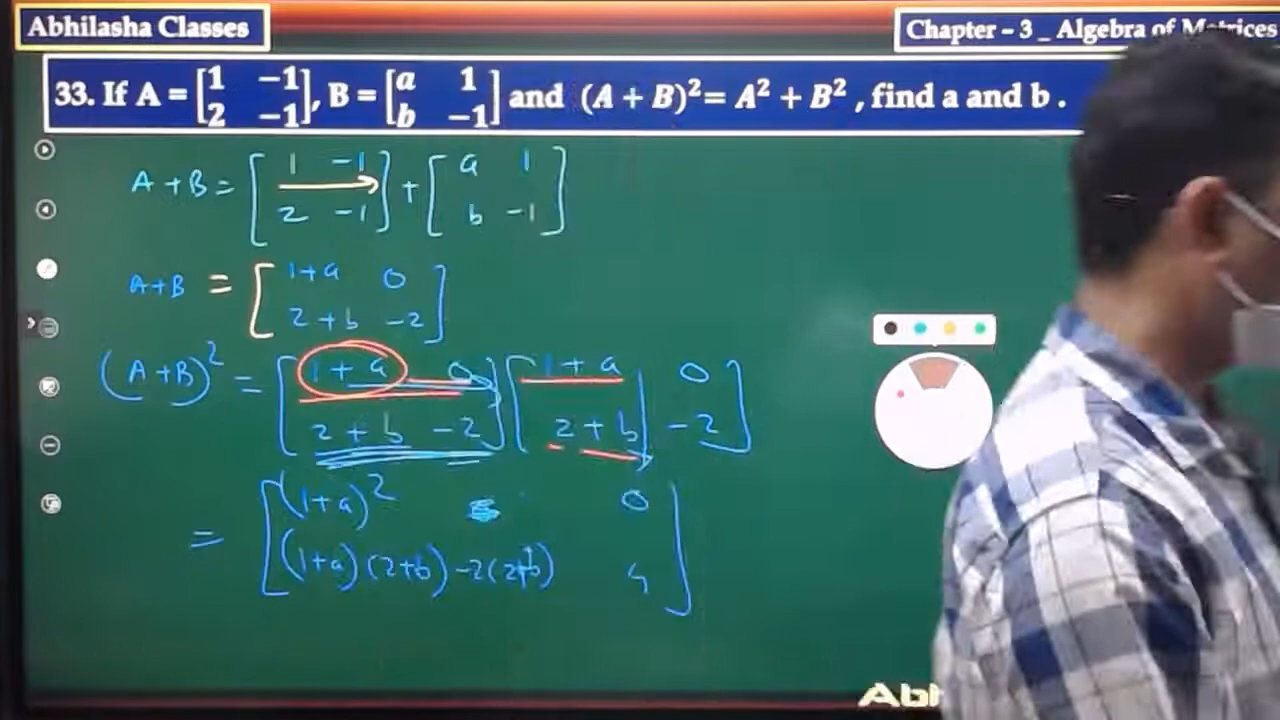 Abhilasha Classes
Chapter – 3 _ Algebra of Matrices
33. If A = [1 -1], B = [a 1] and (A + B)² = A² + B² , find a and b .
[2 -1] [b -1]
A + B = [1 -1] + [a 1]
[2 -1] [b -1]
A+B = [1+a 0]
[2+b -2]
(A+B)² = [1+a 0] [1+a 0]
[2+b -2] [2+b -2]
= [(1+a)² 0]
[(1+a)(2+b) -2(2+b) 4]